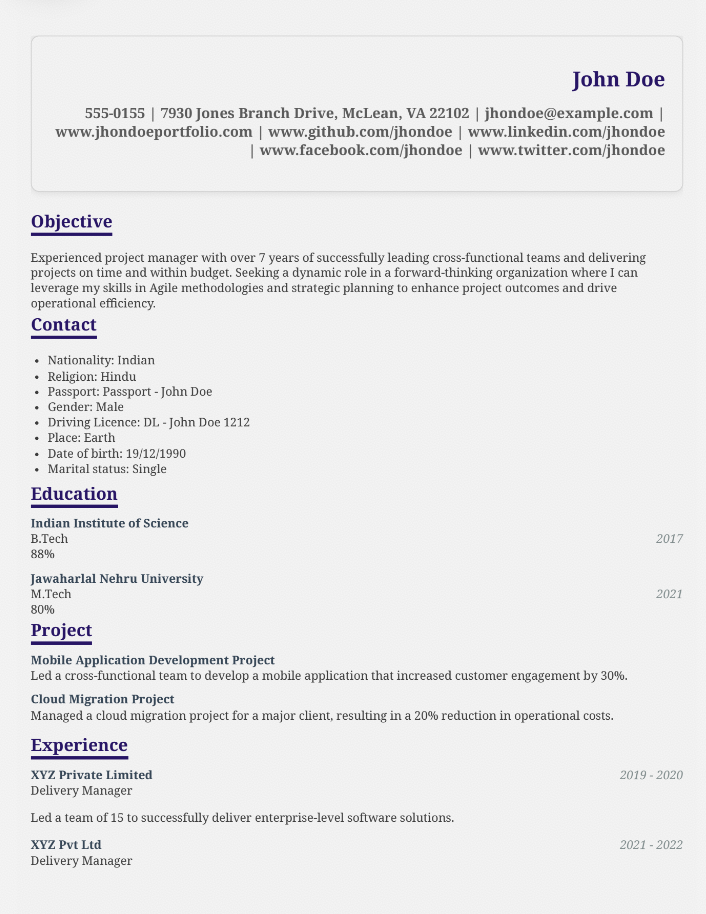 John Doe
555-0155 | 7930 Jones Branch Drive, McLean, VA 22102 | jhondoe@example.com |
www.jhondoeportfolio.com | www.github.com/jhondoe | www.linkedin.com/jhondoe
| www.facebook.com/jhondoe | www.twitter.com/jhondoe
Objective
Experienced project manager with over 7 years of successfully leading cross-functional teams and delivering
projects on time and within budget. Seeking a dynamic role in a forward-thinking organization where I can
leverage my skills in Agile methodologies and strategic planning to enhance project outcomes and drive
operational efficiency.
Contact
• Nationality: Indian
• Religion: Hindu
• Passport: Passport - John Doe
• Gender: Male
• Driving Licence: DL - John Doe 1212
• Place: Earth
• Date of birth: 19/12/1990
• Marital status: Single
Education
Indian Institute of Science
B.Tech 2017
88%
Jawaharlal Nehru University
M.Tech 2021
80%
Project
Mobile Application Development Project
Led a cross-functional team to develop a mobile application that increased customer engagement by 30%.
Cloud Migration Project
Managed a cloud migration project for a major client, resulting in a 20% reduction in operational costs.
Experience
XYZ Private Limited 2019 - 2020
Delivery Manager
Led a team of 15 to successfully deliver enterprise-level software solutions.
XYZ Pvt Ltd 2021 - 2022
Delivery Manager